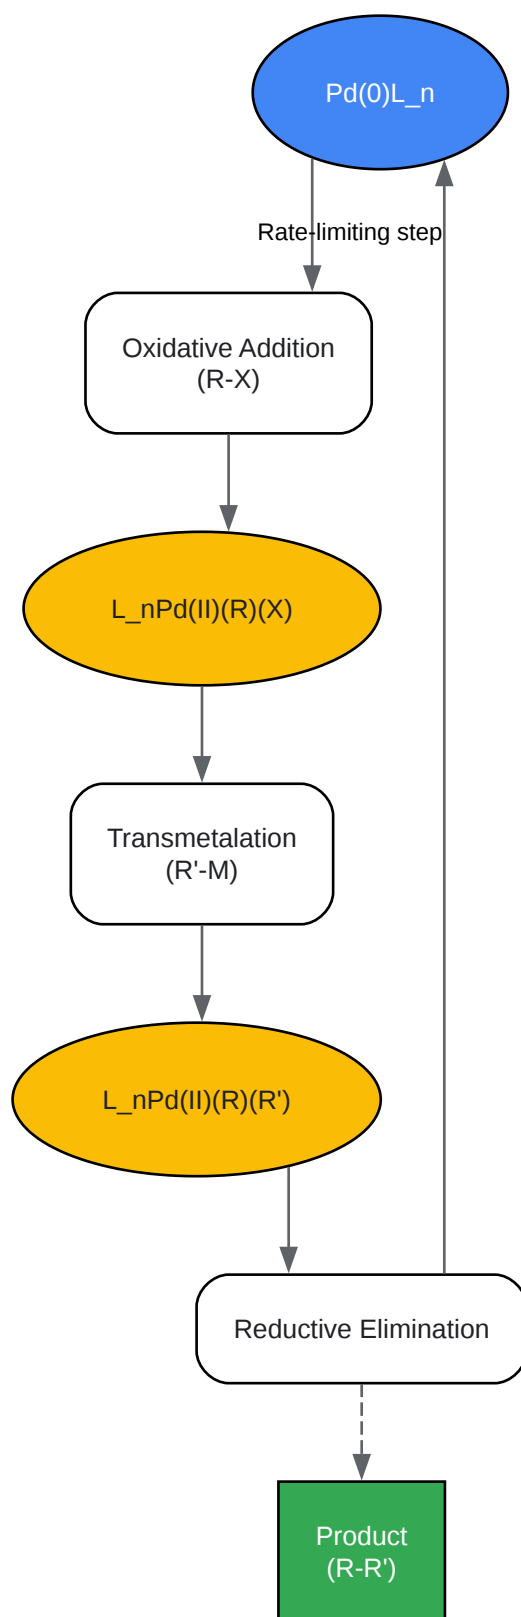 Pd(0)L_n
Rate-limiting step
Oxidative Addition
(R-X)
L_nPd(II)(R)(X)
Transmetalation
(R'-M)
L_nPd(II)(R)(R')
Reductive Elimination
Product
(R-R')